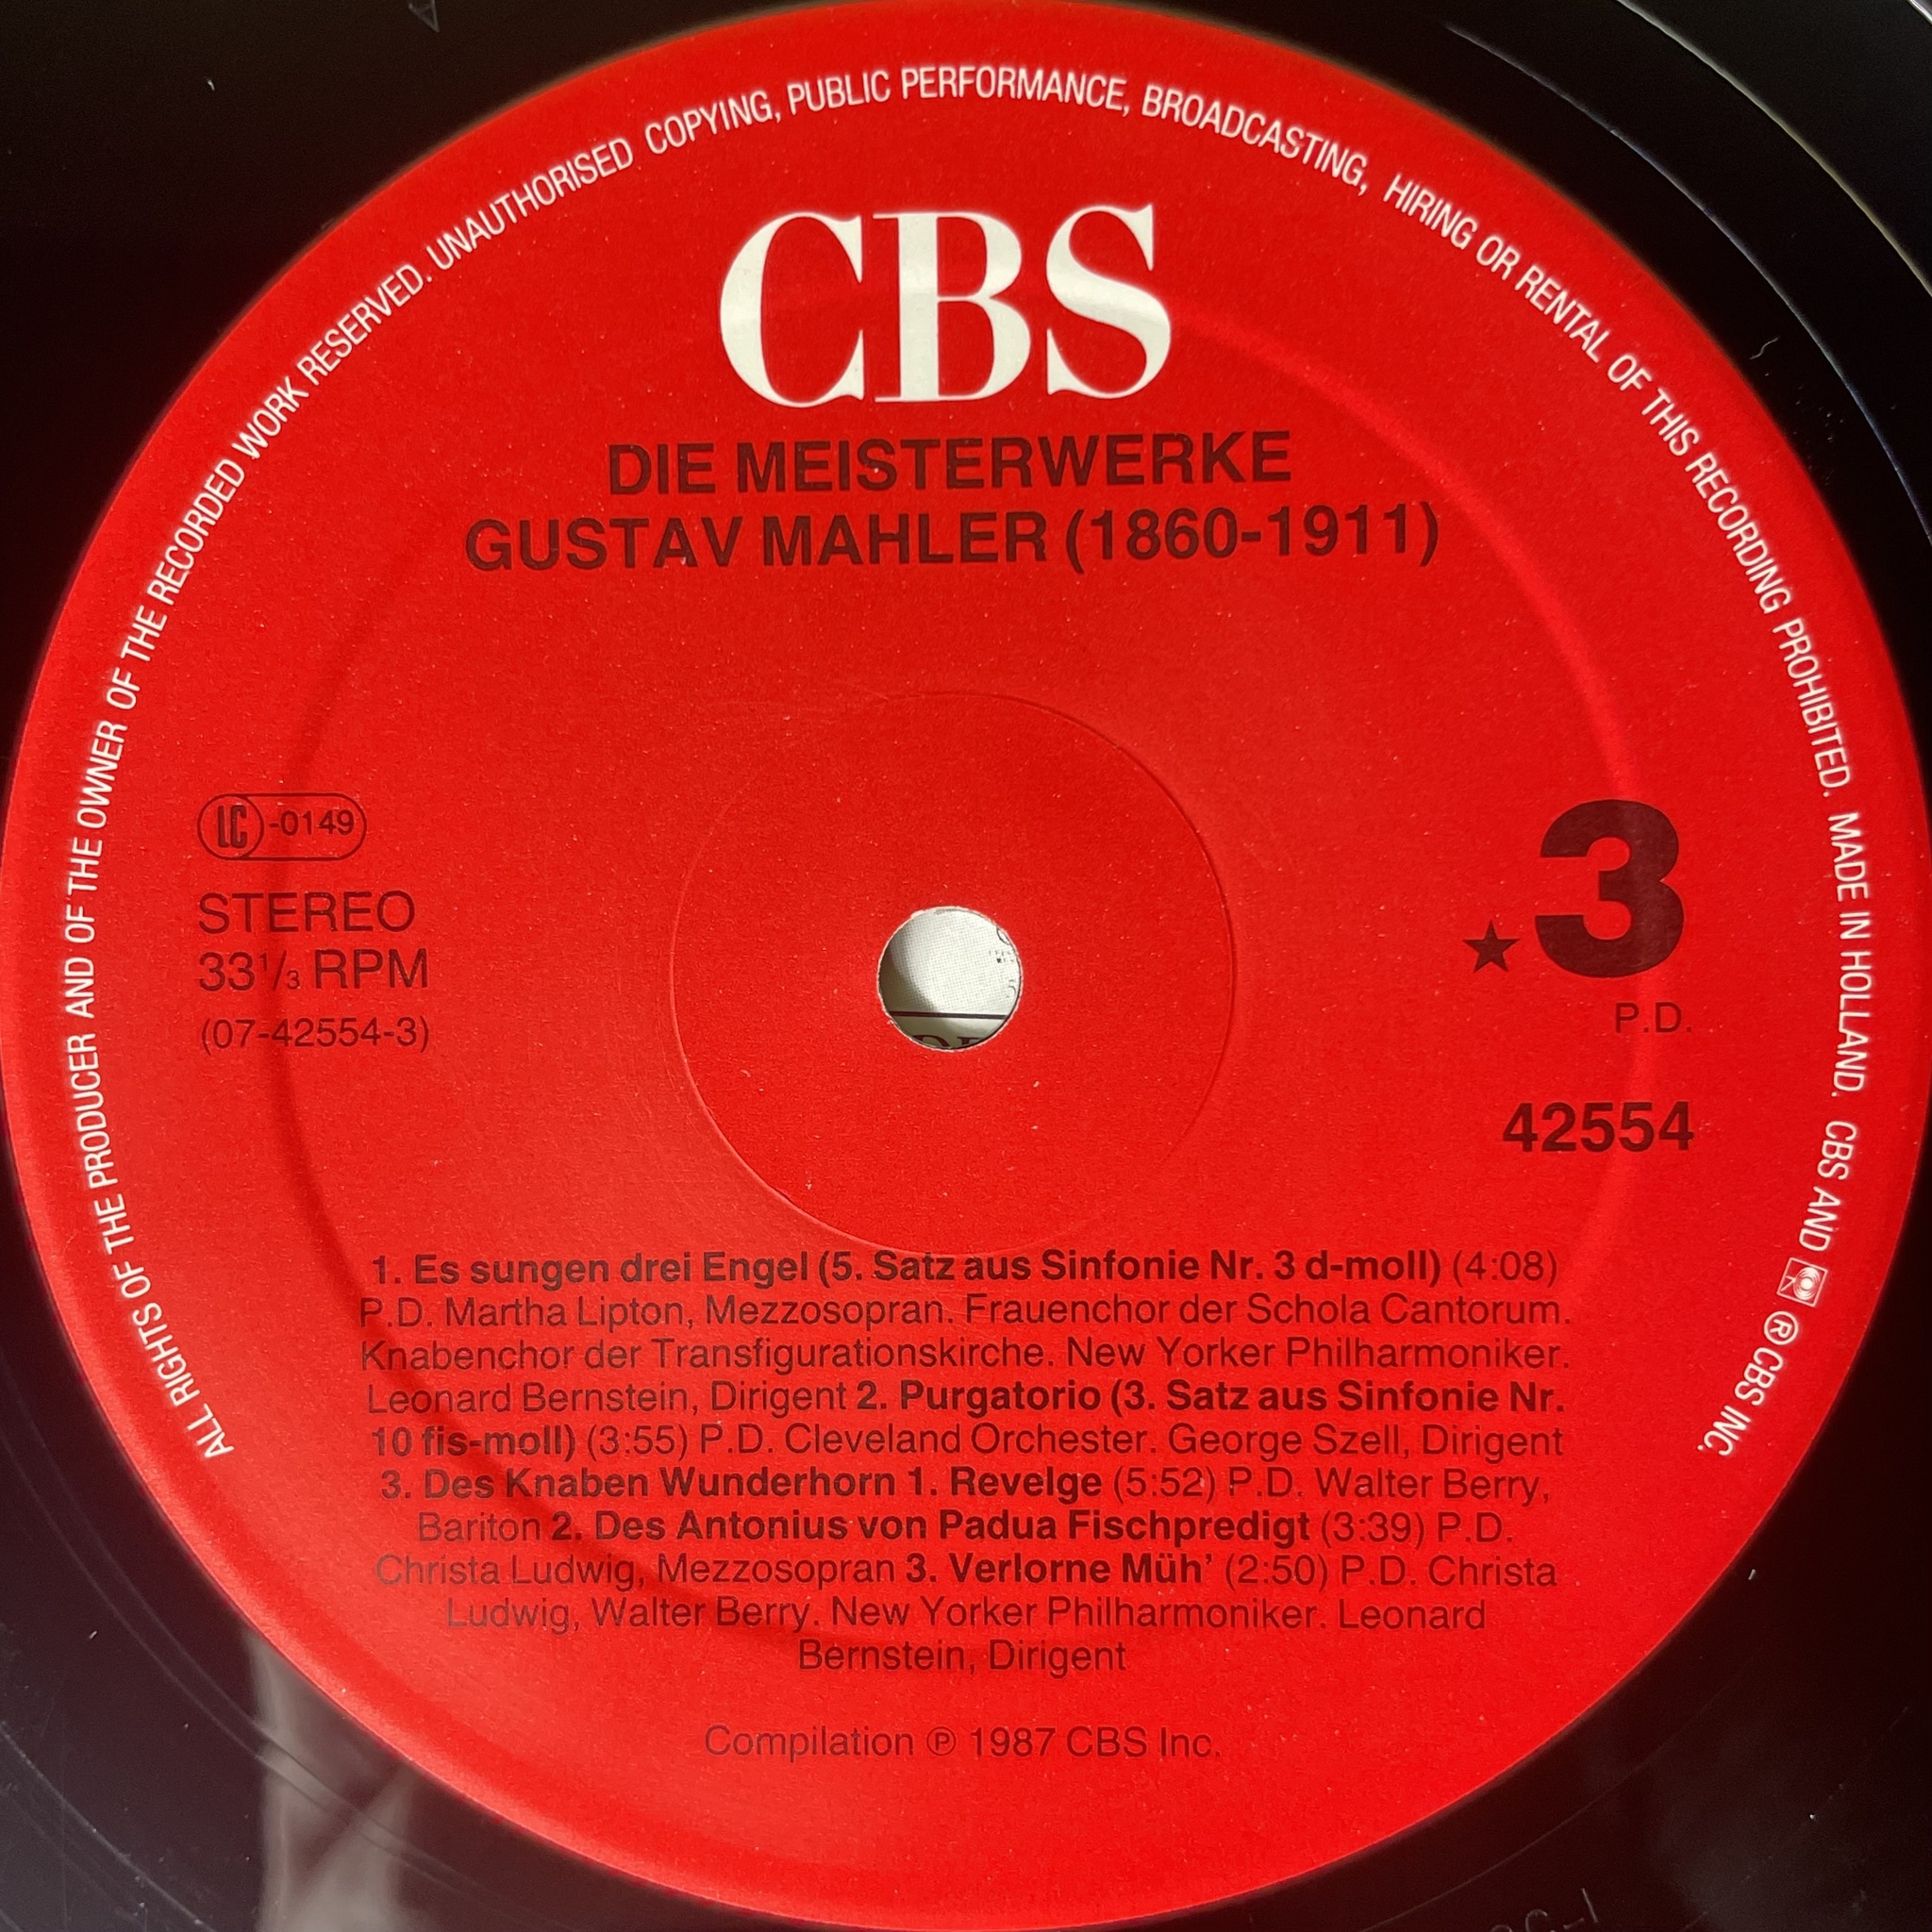 ALL RIGHTS OF THE PRODUCER AND OF THE OWNER OF THE RECORDED WORK RESERVED. UNAUTHORISED COPYING, PUBLIC PERFORMANCE, BROADCASTING, HIRING OR RENTAL OF THIS RECORDING PROHIBITED. MADE IN HOLLAND. CBS AND ® CBS INC.
CBS
DIE MEISTERWERKE
GUSTAV MAHLER (1860-1911)
LC -0149
STEREO
33 1/3 RPM
(07-42554-3)
★3
P.D.
42554
1. Es sungen drei Engel (5. Satz aus Sinfonie Nr. 3 d-moll) (4:08)
P.D. Martha Lipton, Mezzosopran. Frauenchor der Schola Cantorum.
Knabenchor der Transfigurationskirche. New Yorker Philharmoniker.
Leonard Bernstein, Dirigent 2. Purgatorio (3. Satz aus Sinfonie Nr.
10 fis-moll) (3:55) P.D. Cleveland Orchester. George Szell, Dirigent
3. Des Knaben Wunderhorn 1. Revelge (5:52) P.D. Walter Berry,
Bariton 2. Des Antonius von Padua Fischpredigt (3:39) P.D.
Christa Ludwig, Mezzosopran 3. Verlorne Müh' (2:50) P.D. Christa
Ludwig, Walter Berry. New Yorker Philharmoniker. Leonard
Bernstein, Dirigent
Compilation ℗ 1987 CBS Inc.